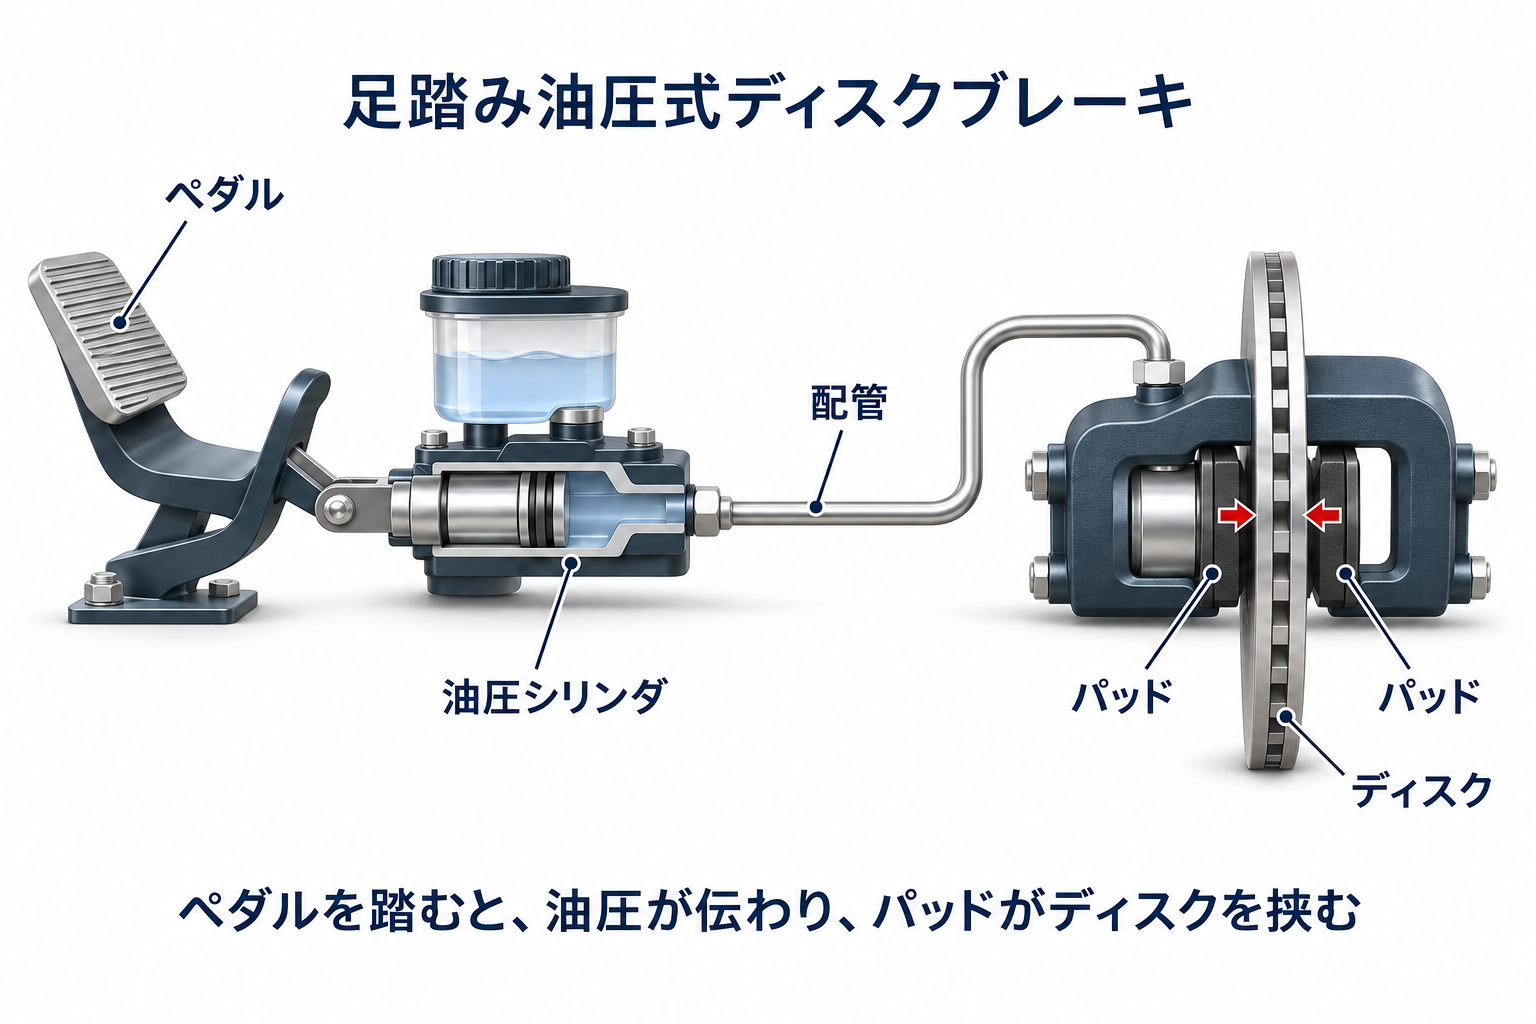 足踏み油圧式ディスクブレーキ
ペダル
配管
油圧シリンダ
パッド
パッド
ディスク
ペダルを踏むと、油圧が伝わり、パッドがディスクを挟む